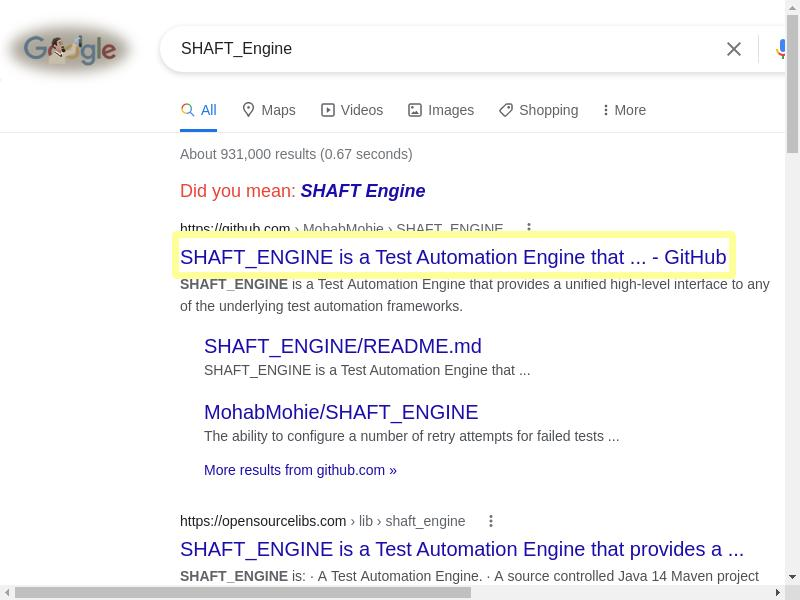 Google
SHAFT_Engine
All Maps Videos Images Shopping More
About 931,000 results (0.67 seconds)
Did you mean: SHAFT Engine
https://github.com › MohabMohie › SHAFT_ENGINE
SHAFT_ENGINE is a Test Automation Engine that ... - GitHub
SHAFT_ENGINE is a Test Automation Engine that provides a unified high-level interface to any
of the underlying test automation frameworks.
SHAFT_ENGINE/README.md
SHAFT_ENGINE is a Test Automation Engine that ...
MohabMohie/SHAFT_ENGINE
The ability to configure a number of retry attempts for failed tests ...
More results from github.com »
https://opensourcelibs.com › lib › shaft_engine
SHAFT_ENGINE is a Test Automation Engine that provides a ...
SHAFT_ENGINE is: · A Test Automation Engine. · A source controlled Java 14 Maven project